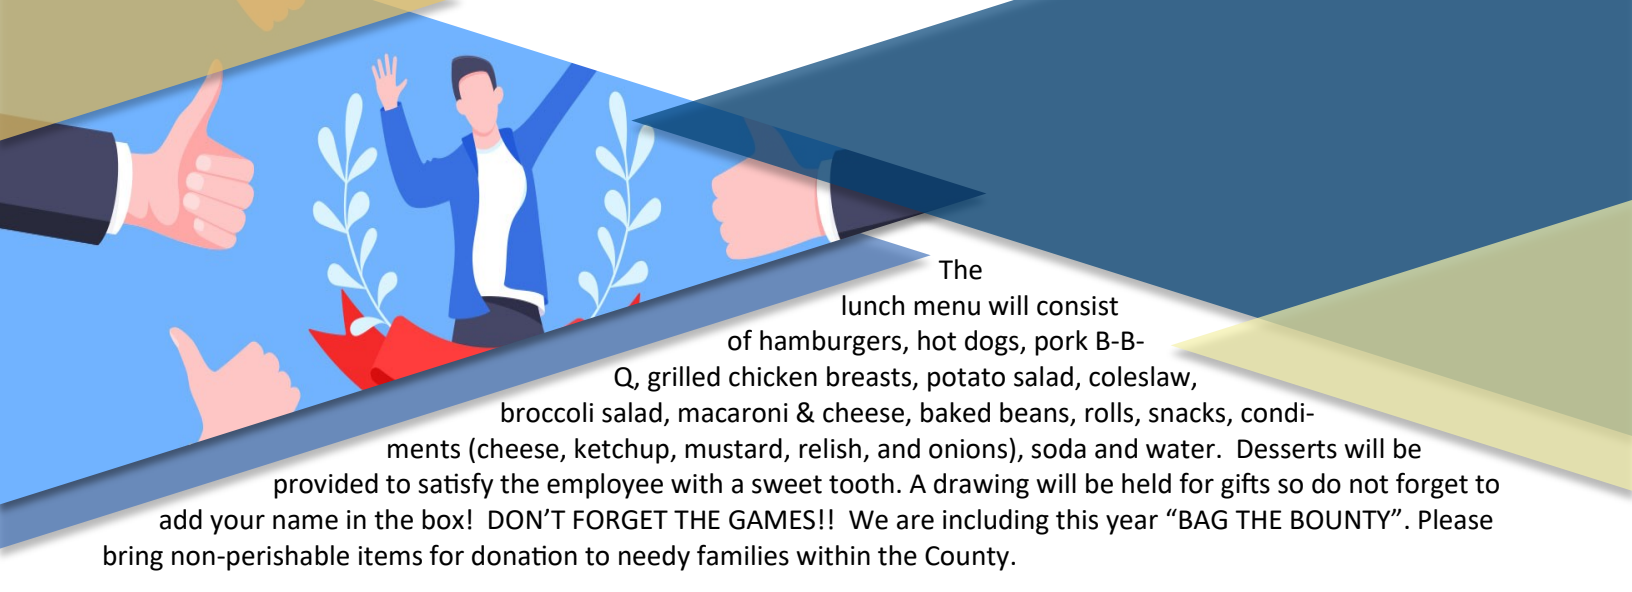 The
lunch menu will consist
of hamburgers, hot dogs, pork B-B-
Q, grilled chicken breasts, potato salad, coleslaw,
broccoli salad, macaroni & cheese, baked beans, rolls, snacks, condi-
ments (cheese, ketchup, mustard, relish, and onions), soda and water.  Desserts will be
provided to satisfy the employee with a sweet tooth. A drawing will be held for gifts so do not forget to
add your name in the box!  DON’T FORGET THE GAMES!!  We are including this year “BAG THE BOUNTY”. Please
bring non-perishable items for donation to needy families within the County.